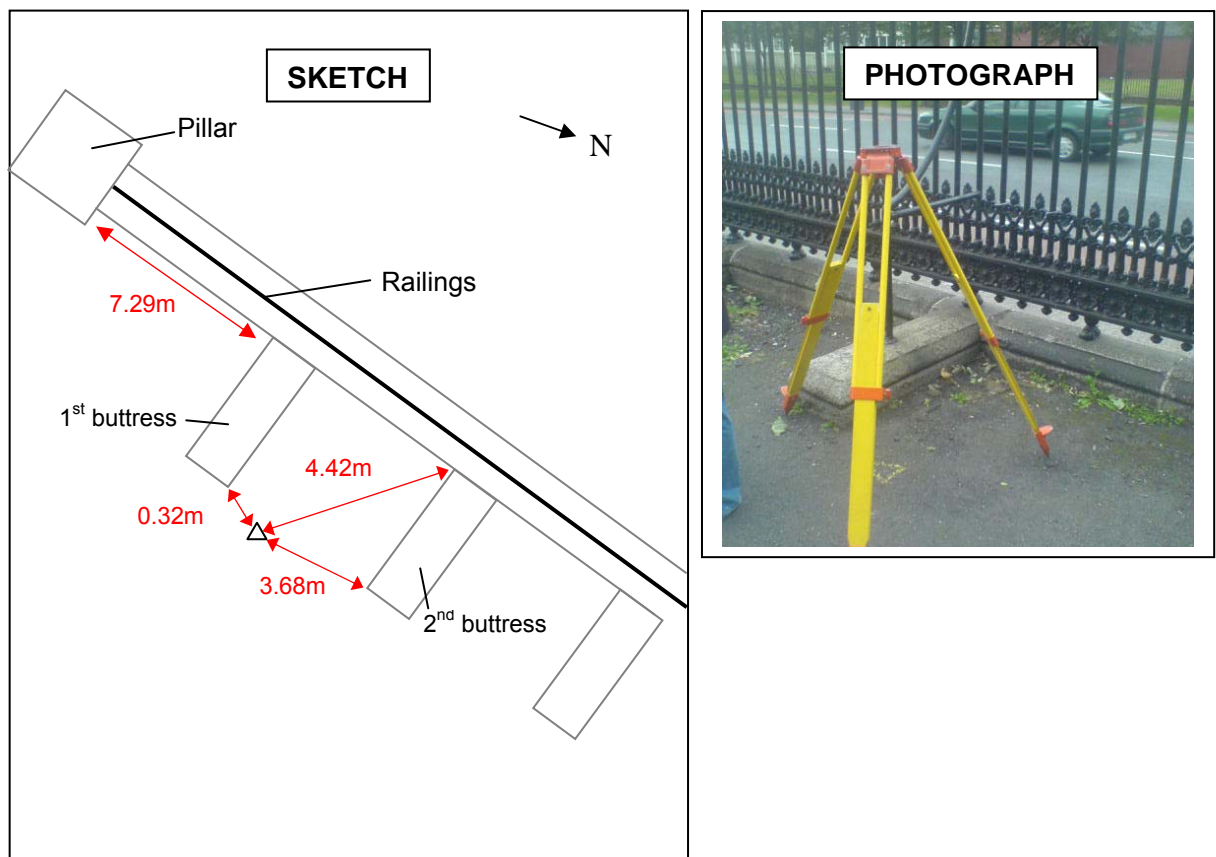 SKETCH
Pillar
N
Railings
7.29m
1st buttress
4.42m
0.32m
3.68m
2nd buttress
PHOTOGRAPH